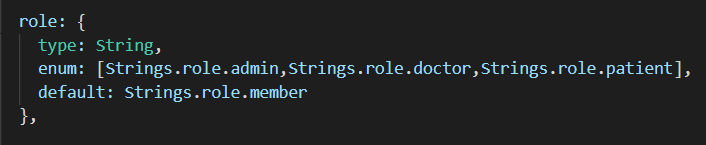 role: {
type: String,
enum: [Strings.role.admin,Strings.role.doctor,Strings.role.patient],
default: Strings.role.member
},